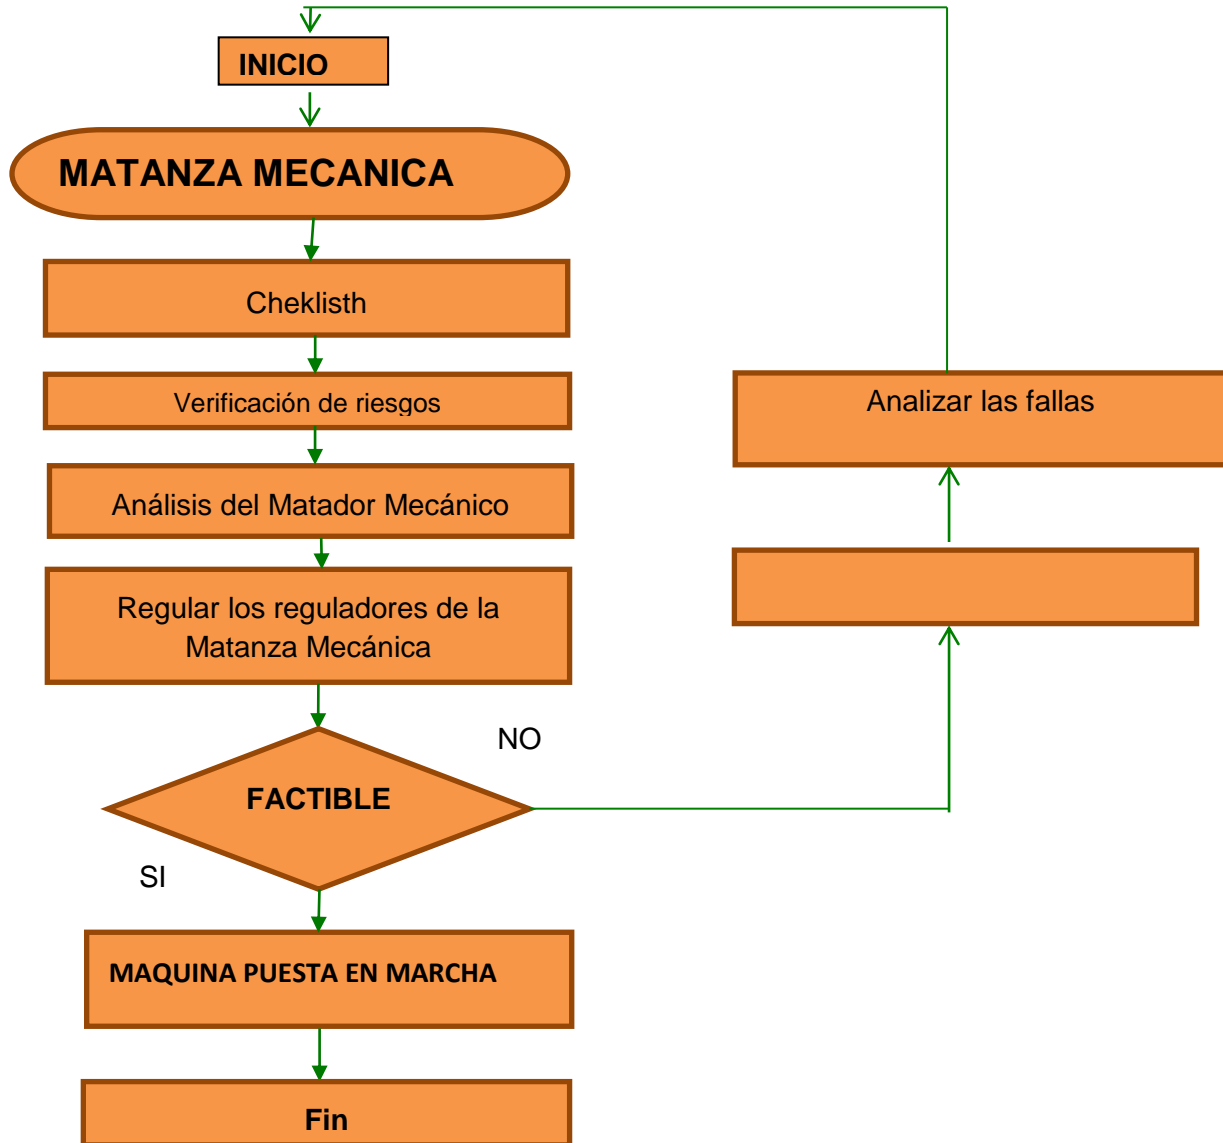 INICIO
MATANZA MECANICA
Cheklisth
Verificación de riesgos
Análisis del Matador Mecánico
Regular los reguladores de la
Matanza Mecánica
FACTIBLE
NO
SI
MAQUINA PUESTA EN MARCHA
Fin
Analizar las fallas